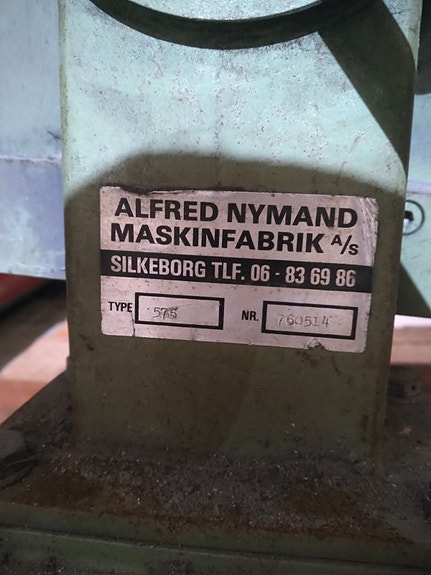 ALFRED NYMAND
MASKINFABRIK A/S
SILKEBORG TLF. 06 - 83 69 86
TYPE 575 NR. 760514